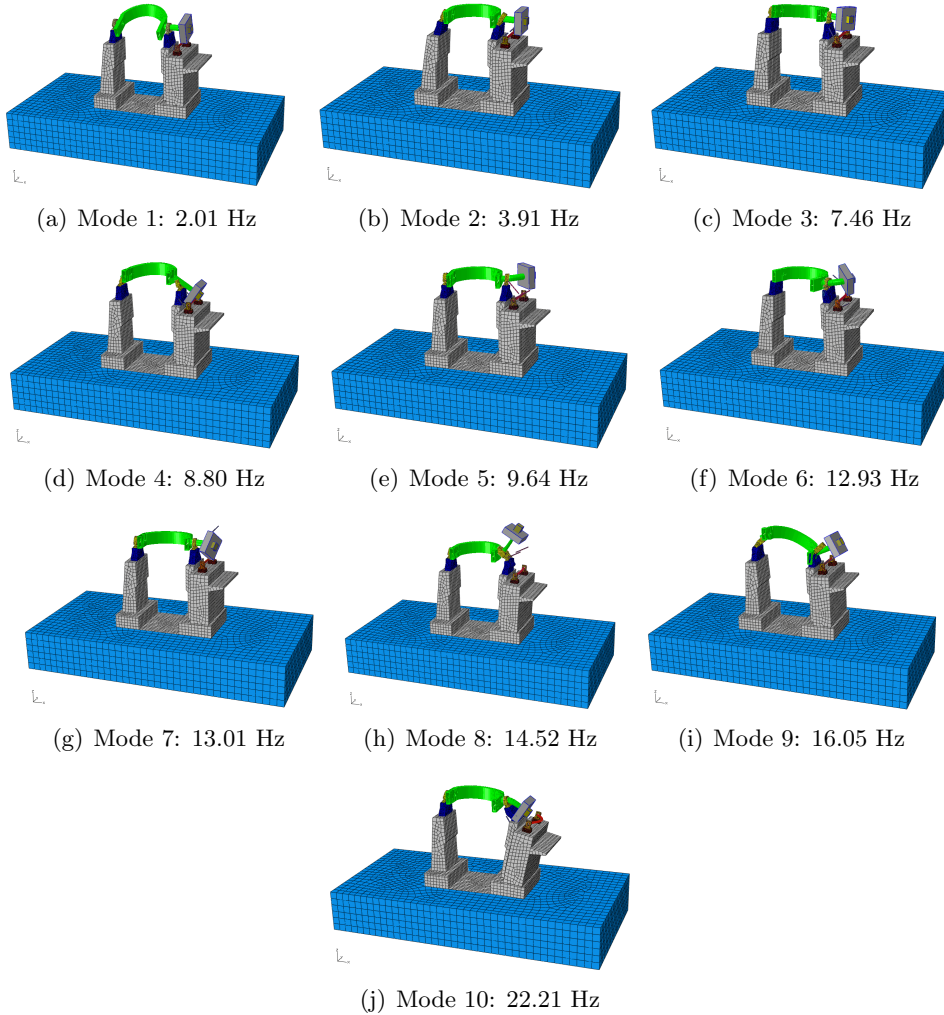 (a) Mode 1: 2.01 Hz
(b) Mode 2: 3.91 Hz
(c) Mode 3: 7.46 Hz
(d) Mode 4: 8.80 Hz
(e) Mode 5: 9.64 Hz
(f) Mode 6: 12.93 Hz
(g) Mode 7: 13.01 Hz
(h) Mode 8: 14.52 Hz
(i) Mode 9: 16.05 Hz
(j) Mode 10: 22.21 Hz